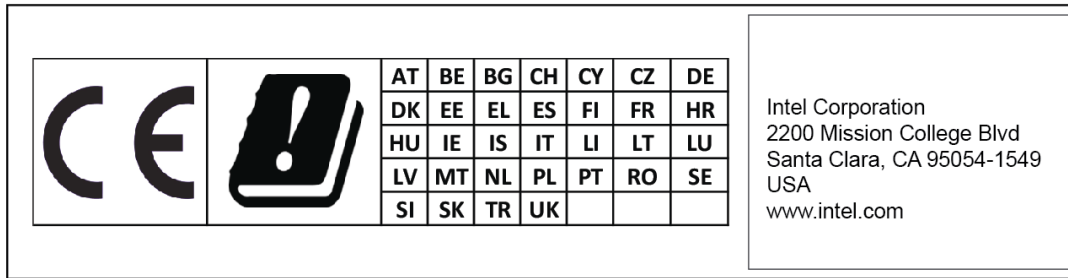 CE
AT BE BG CH CY CZ DE
DK EE EL ES FI FR HR
HU IE IS IT LI LT LU
LV MT NL PL PT RO SE
SI SK TR UK
Intel Corporation
2200 Mission College Blvd
Santa Clara, CA 95054-1549
USA
www.intel.com